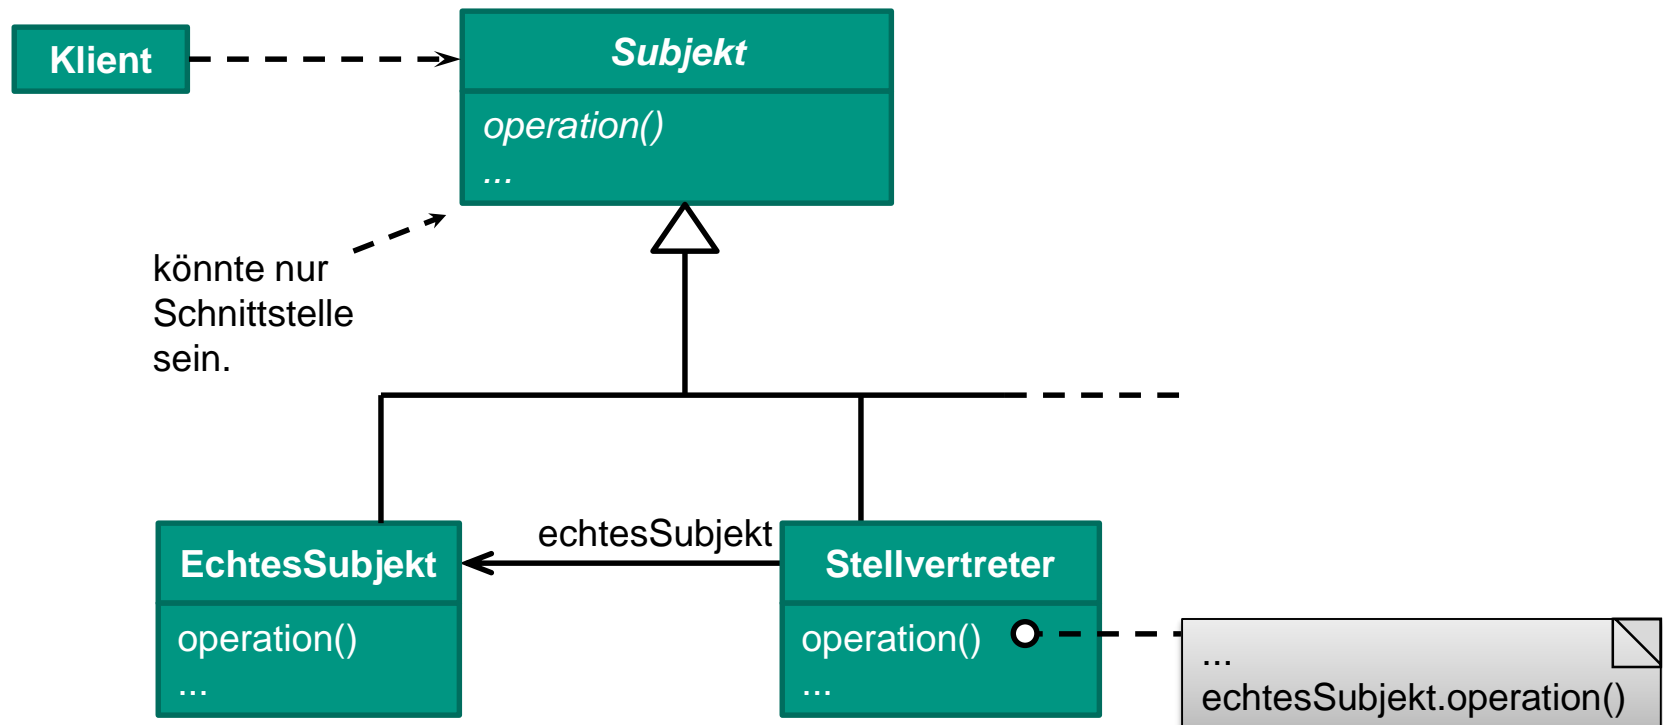 Klient
Subjekt
operation()
...
könnte nur
Schnittstelle
sein.
echtesSubjekt
EchtesSubjekt
operation()
...
Stellvertreter
operation()
...
...
echtesSubjekt.operation()